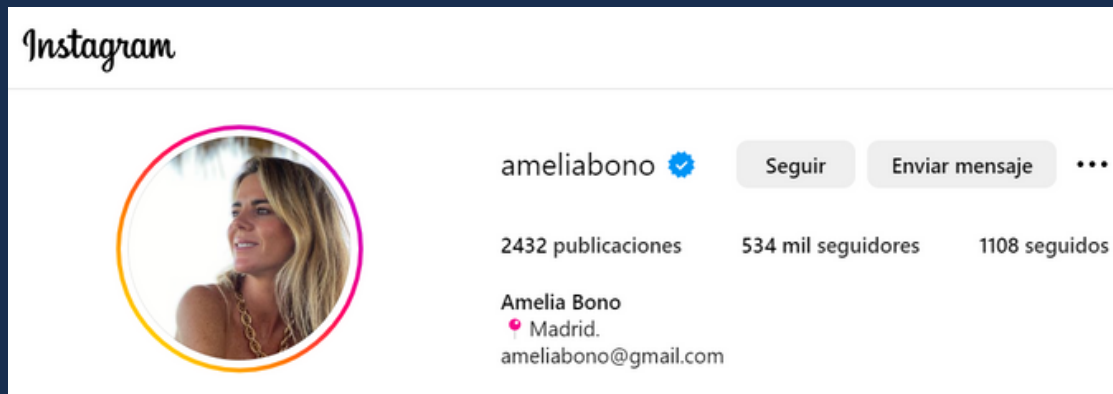 Instagram
ameliabono Seguir Enviar mensaje
2432 publicaciones 534 mil seguidores 1108 seguidos
Amelia Bono
Madrid.
ameliabono@gmail.com